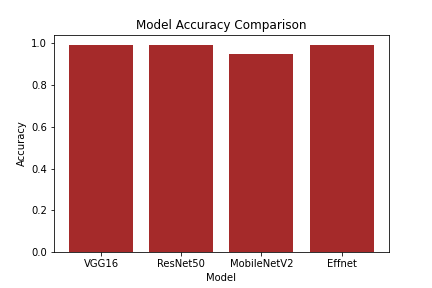 Model Accuracy Comparison
1.0
0.8
0.6
0.4
0.2
0.0
Accuracy
VGG16 ResNet50 MobileNetV2 Effnet
Model